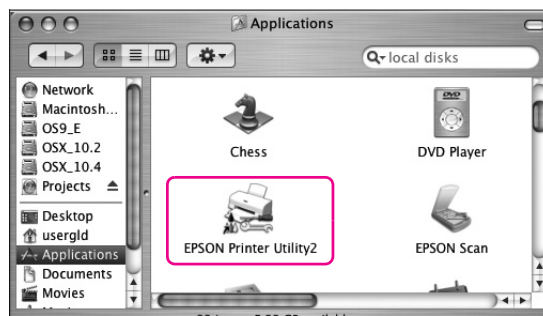 Applications
local disks
Network
Macintosh...
OS9_E
OSX_10.2
OSX_10.4
Projects
Desktop
usergld
Applications
Documents
Movies
Chess
DVD Player
DVD
EPSON Printer Utility2
EPSON Scan